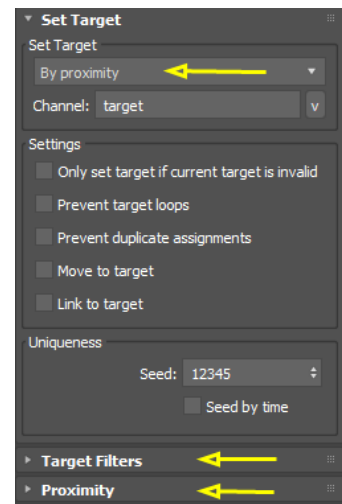 Set Target
Set Target
By proximity
Channel: target v
Settings
Only set target if current target is invalid
Prevent target loops
Prevent duplicate assignments
Move to target
Link to target
Uniqueness
Seed: 12345
Seed by time
Target Filters
Proximity